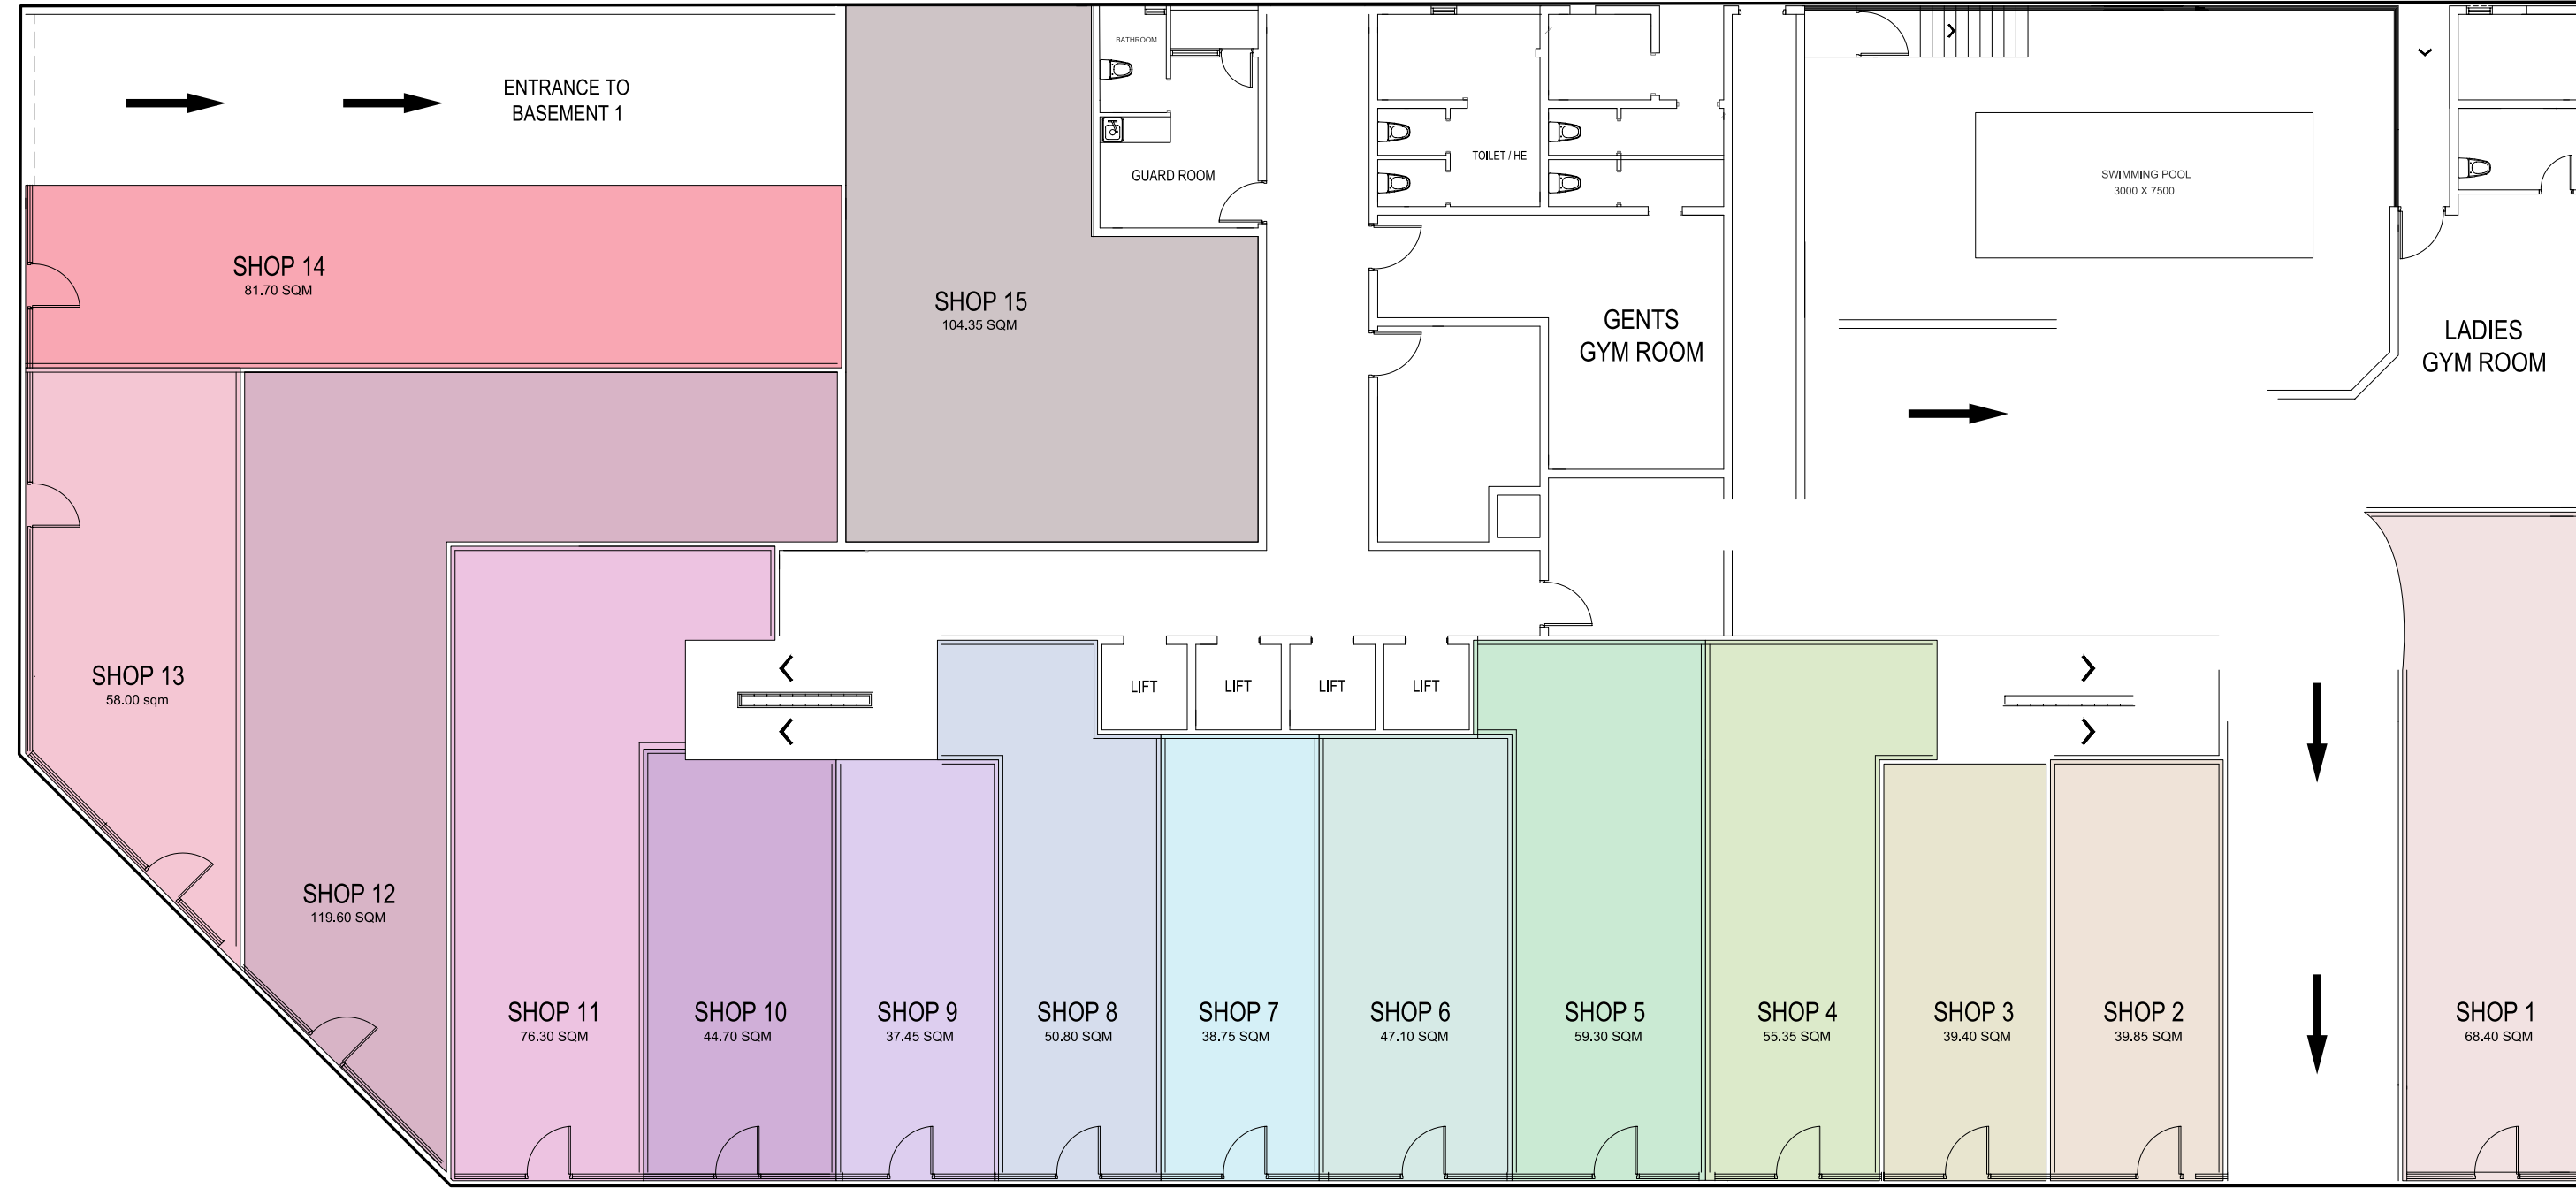 BATHROOM
ENTRANCE TO
BASEMENT 1
TOILET / HE
GUARD ROOM
SWIMMING POOL
3000 X 7500
SHOP 14
81.70 SQM
SHOP 15
104.35 SQM
GENTS
GYM ROOM
LADIES
GYM ROOM
SHOP 13
58.00 sqm
LIFT
LIFT
LIFT
LIFT
SHOP 12
119.60 SQM
SHOP 11
76.30 SQM
SHOP 10
44.70 SQM
SHOP 9
37.45 SQM
SHOP 8
50.80 SQM
SHOP 7
38.75 SQM
SHOP 6
47.10 SQM
SHOP 5
59.30 SQM
SHOP 4
55.35 SQM
SHOP 3
39.40 SQM
SHOP 2
39.85 SQM
SHOP 1
68.40 SQM